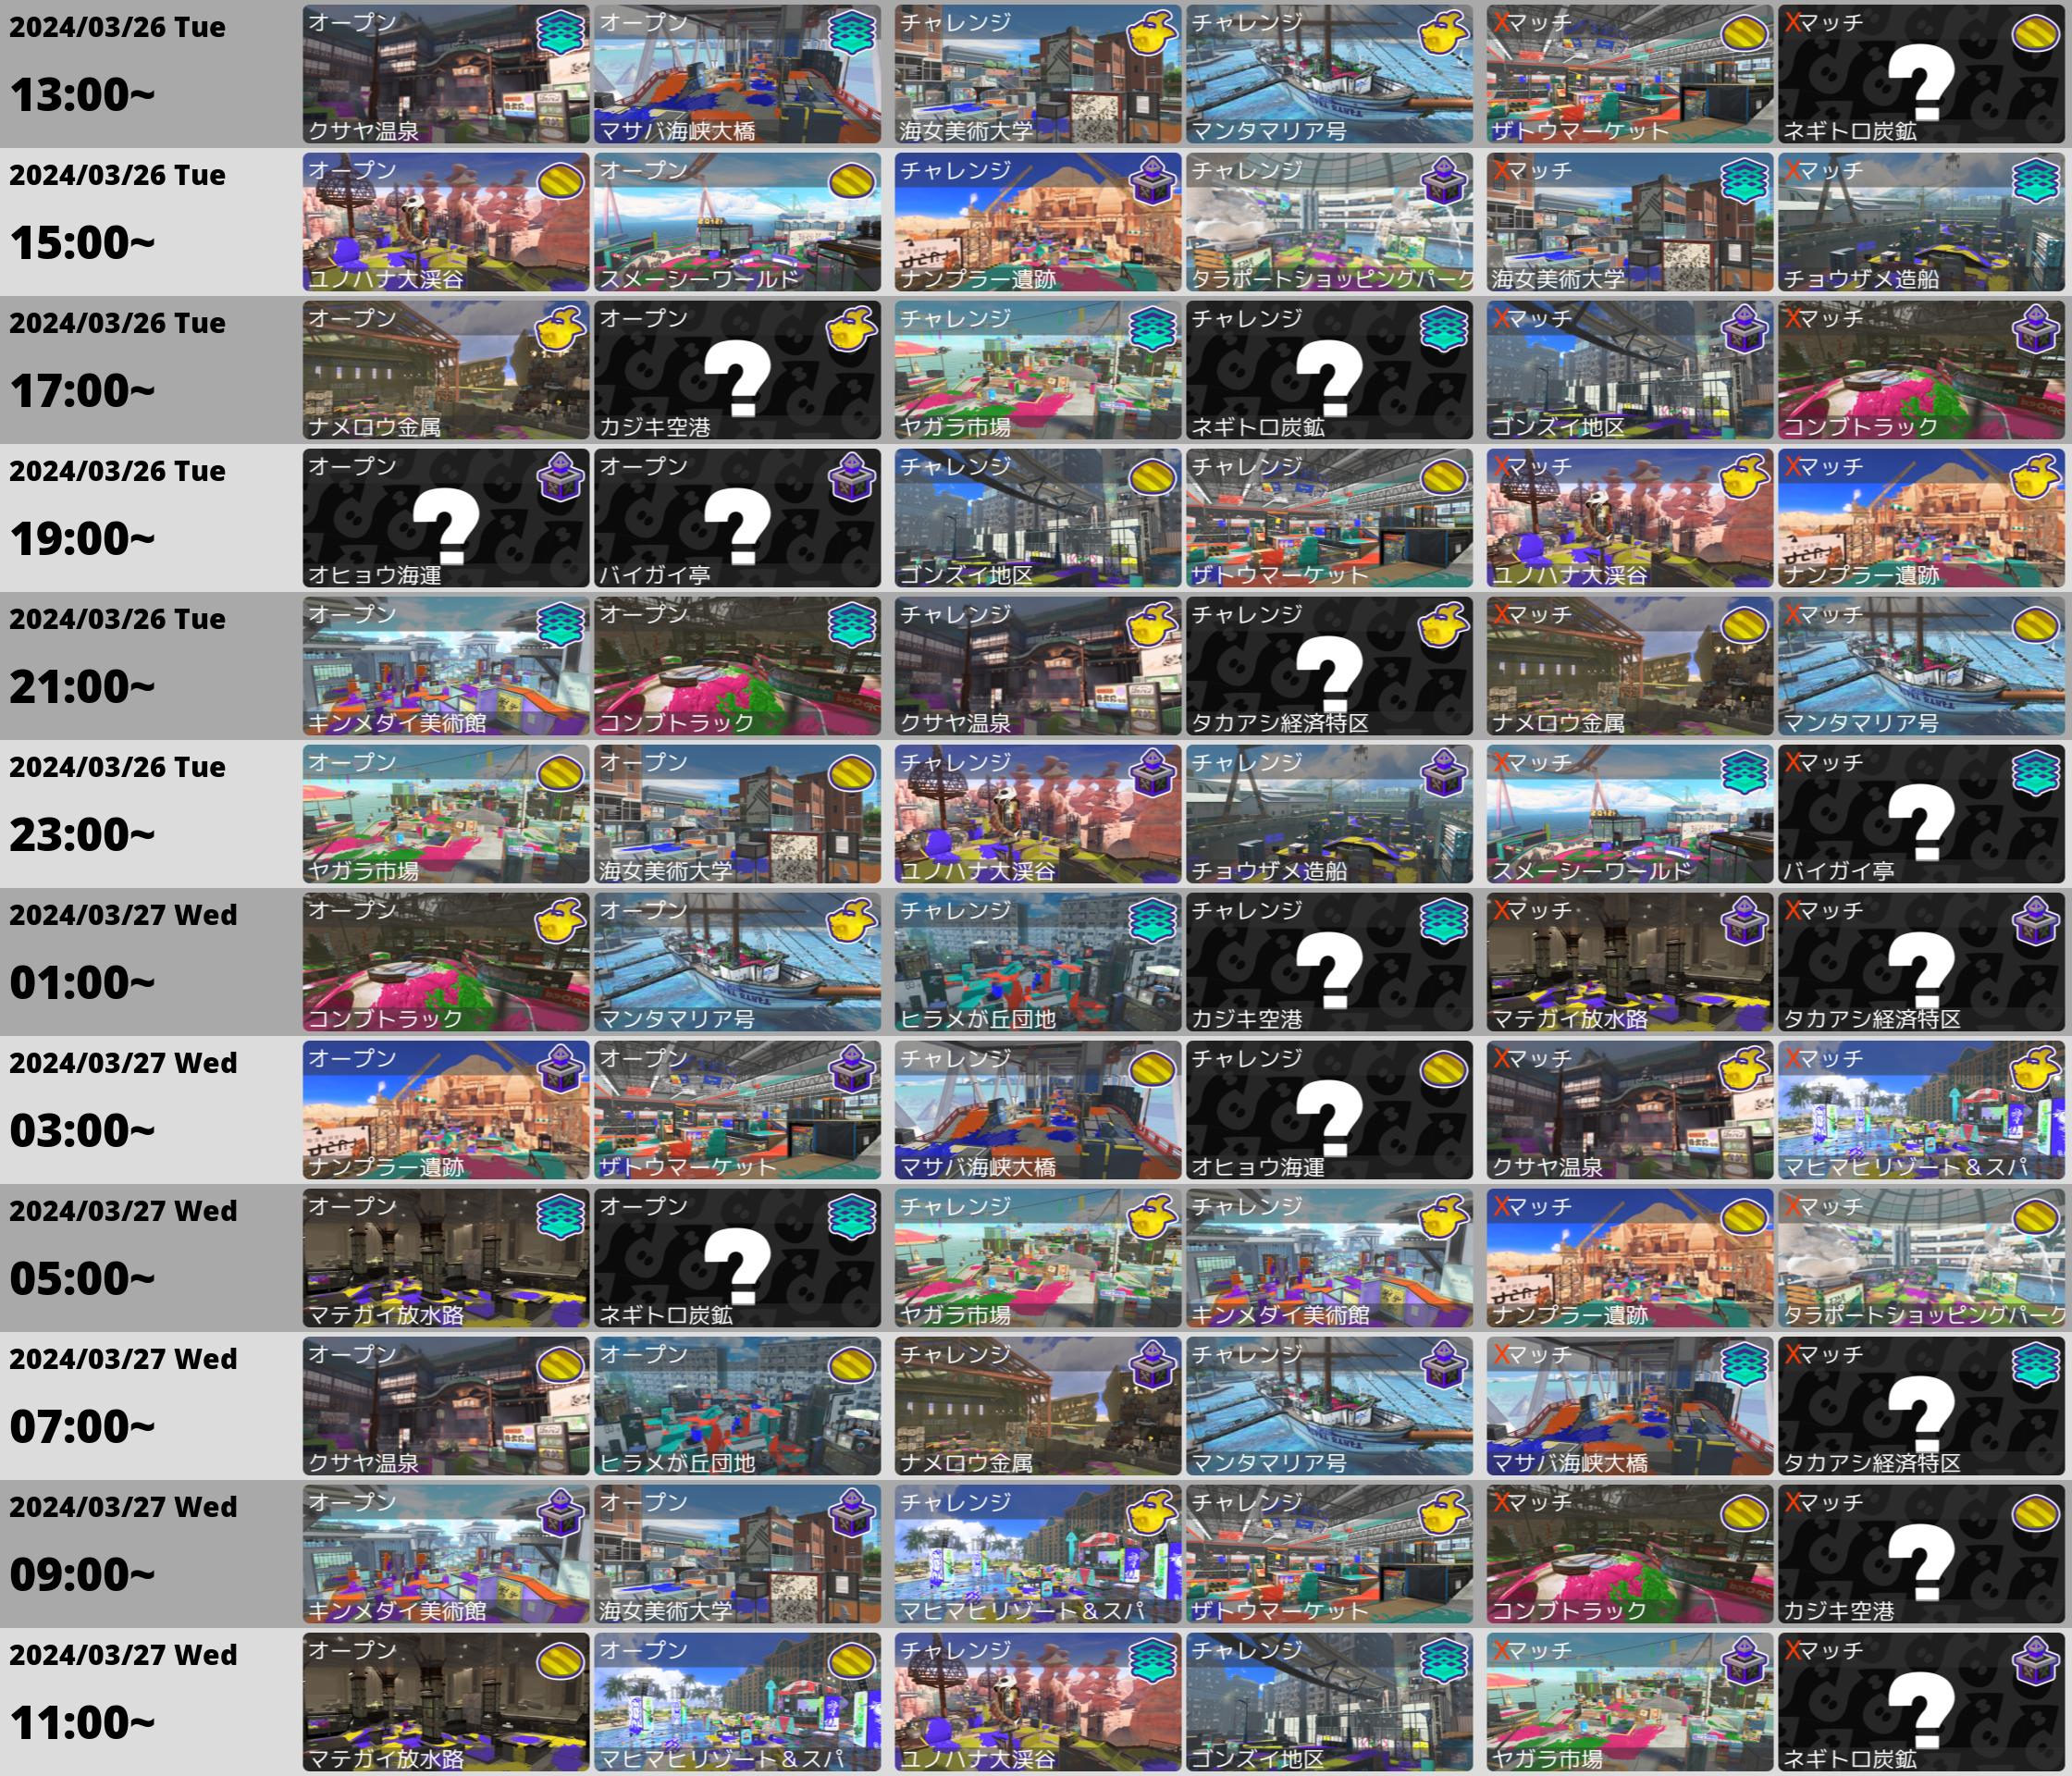 2024/03/26 Tue
13:00~
オープン
クサヤ温泉
オープン
マサバ海峡大橋
チャレンジ
海女美術大学
チャレンジ
マンタマリア号
Xマッチ
ザトウマーケット
Xマッチ
ネギトロ炭鉱
2024/03/26 Tue
15:00~
オープン
ユノハナ大渓谷
オープン
スメーシーワールド
チャレンジ
ナンプラー遺跡
チャレンジ
タラポートショッピングパーク
Xマッチ
海女美術大学
Xマッチ
チョウザメ造船
2024/03/26 Tue
17:00~
オープン
ナメロウ金属
オープン
カジキ空港
チャレンジ
ヤガラ市場
チャレンジ
ネギトロ炭鉱
Xマッチ
ゴンズイ地区
Xマッチ
コンブトラック
2024/03/26 Tue
19:00~
オープン
オヒョウ海運
オープン
バイガイ亭
チャレンジ
ゴンズイ地区
チャレンジ
ザトウマーケット
Xマッチ
ユノハナ大渓谷
Xマッチ
ナンプラー遺跡
2024/03/26 Tue
21:00~
オープン
キンメダイ美術館
オープン
コンブトラック
チャレンジ
クサヤ温泉
チャレンジ
タカアシ経済特区
Xマッチ
ナメロウ金属
Xマッチ
マンタマリア号
2024/03/26 Tue
23:00~
オープン
ヤガラ市場
オープン
海女美術大学
チャレンジ
ユノハナ大渓谷
チャレンジ
チョウザメ造船
Xマッチ
スメーシーワールド
Xマッチ
バイガイ亭
2024/03/27 Wed
01:00~
オープン
コンブトラック
オープン
マンタマリア号
チャレンジ
ヒラメが丘団地
チャレンジ
カジキ空港
Xマッチ
マテガイ放水路
Xマッチ
タカアシ経済特区
2024/03/27 Wed
03:00~
オープン
ナンプラー遺跡
オープン
ザトウマーケット
チャレンジ
マサバ海峡大橋
チャレンジ
オヒョウ海運
Xマッチ
クサヤ温泉
Xマッチ
マヒマヒリゾート＆スパ
2024/03/27 Wed
05:00~
オープン
マテガイ放水路
オープン
ネギトロ炭鉱
チャレンジ
ヤガラ市場
チャレンジ
キンメダイ美術館
Xマッチ
ナンプラー遺跡
Xマッチ
タラポートショッピングパーク
2024/03/27 Wed
07:00~
オープン
クサヤ温泉
オープン
ヒラメが丘団地
チャレンジ
ナメロウ金属
チャレンジ
マンタマリア号
Xマッチ
マサバ海峡大橋
Xマッチ
タカアシ経済特区
2024/03/27 Wed
09:00~
オープン
キンメダイ美術館
オープン
海女美術大学
チャレンジ
マヒマヒリゾート＆スパ
チャレンジ
ザトウマーケット
Xマッチ
コンブトラック
Xマッチ
カジキ空港
2024/03/27 Wed
11:00~
オープン
マテガイ放水路
オープン
マヒマヒリゾート＆スパ
チャレンジ
ユノハナ大渓谷
チャレンジ
ゴンズイ地区
Xマッチ
ヤガラ市場
Xマッチ
ネギトロ炭鉱